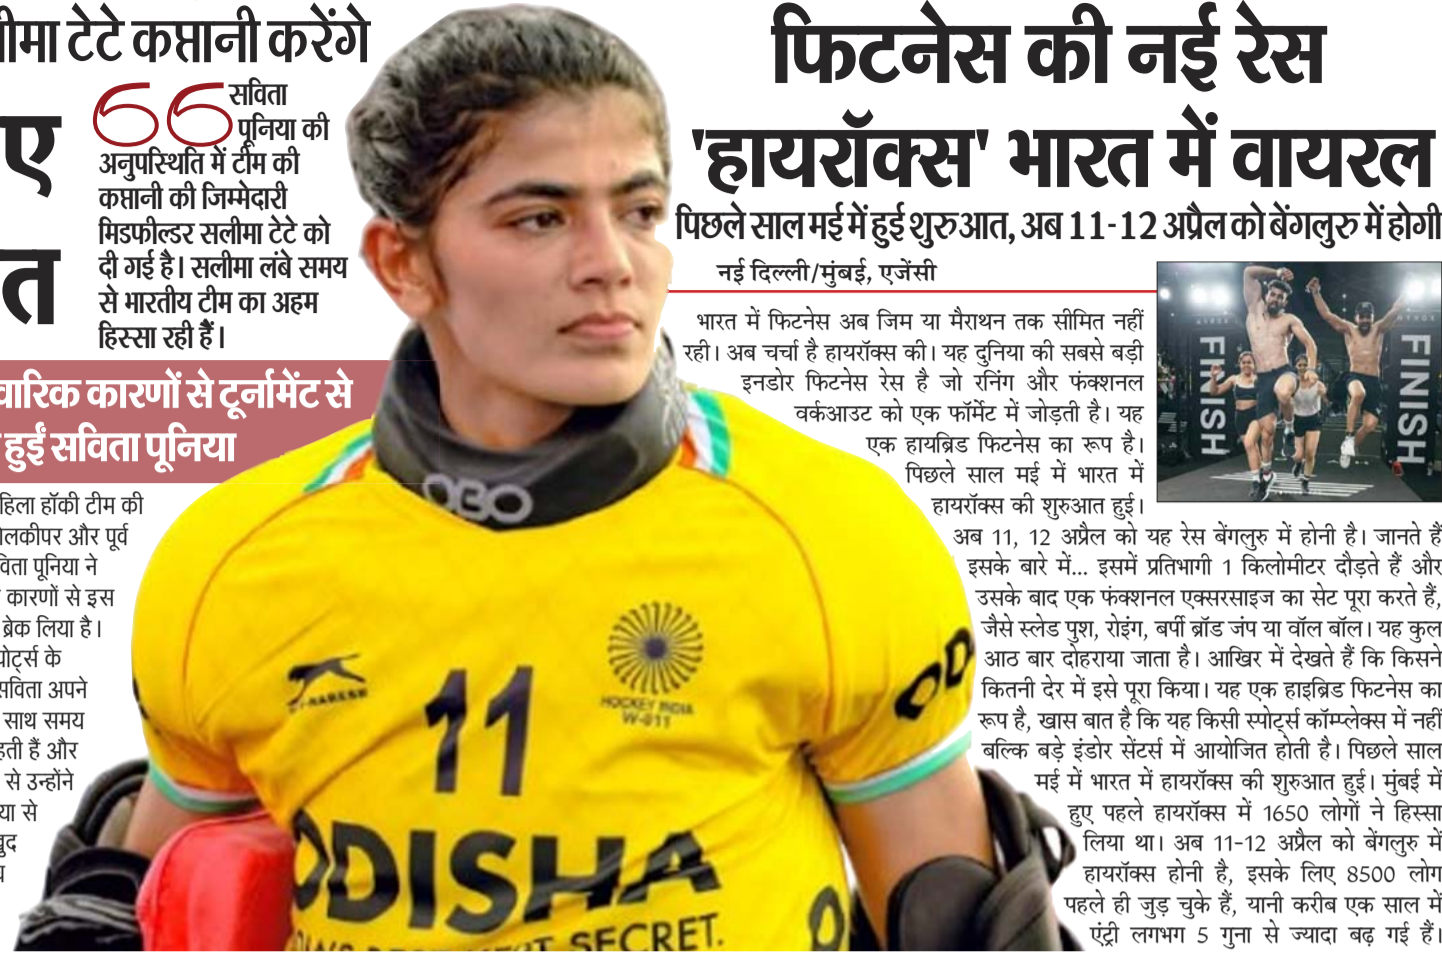 टेटे कप्तानी करेंगे
ए
त
66 सविता
पूनिया की
अनुपस्थिति में टीम की
कप्तानी की जिम्मेदारी
मिडफील्डर सलीमा टेटे को
दी गई है। सलीमा लंबे समय
से भारतीय टीम का अहम
हिस्सा रही हैं।
कारणों से टूर्नामेंट से
हुईं सविता पूनिया
हॉकी टीम की
और पूर्व
पूनिया ने
कारणों से इस
ब्रेक लिया है।
के
अपने
साथ समय
हैं और
से उन्होंने
से
OBO
HOCKEY INDIA
W-011
11
ODISHA
SECRET.
फिटनेस की नई रेस
'हायरॉक्स' भारत में वायरल
पिछले साल मई में हुई शुरुआत, अब 11-12 अप्रैल को बेंगलुरु में होगी
नई दिल्ली/मुंबई, एजेंसी
भारत में फिटनेस अब जिम या मैराथन तक सीमित नहीं
रही। अब चर्चा है हायरॉक्स की। यह दुनिया की सबसे बड़ी
इनडोर फिटनेस रेस है जो रनिंग और फंक्शनल
वर्कआउट को एक फॉर्मेट में जोड़ती है। यह
एक हायब्रिड फिटनेस का रूप है।
पिछले साल मई में भारत में
हायरॉक्स की शुरुआत हुई।
अब 11, 12 अप्रैल को यह रेस बेंगलुरु में होनी है। जानते हैं
इसके बारे में... इसमें प्रतिभागी 1 किलोमीटर दौड़ते हैं और
उसके बाद एक फंक्शनल एक्सरसाइज का सेट पूरा करते हैं,
जैसे स्लेड पुश, रोइंग, बर्पी ब्रॉड जंप या वॉल बॉल। यह कुल
आठ बार दोहराया जाता है। आखिर में देखते हैं कि किसने
कितनी देर में इसे पूरा किया। यह एक हाइब्रिड फिटनेस का
रूप है, खास बात है कि यह किसी स्पोर्ट्स कॉम्प्लेक्स में नहीं
बल्कि बड़े इंडोर सेंटर्स में आयोजित होती है। पिछले साल
मई में भारत में हायरॉक्स की शुरुआत हुई। मुंबई में
हुए पहले हायरॉक्स में 1650 लोगों ने हिस्सा
लिया था। अब 11-12 अप्रैल को बेंगलुरु में
हायरॉक्स होनी है, इसके लिए 8500 लोग
पहले ही जुड़ चुके हैं, यानी करीब एक साल में
एंट्री लगभग 5 गुना से ज्यादा बढ़ गई हैं।
FINISH
FINISH